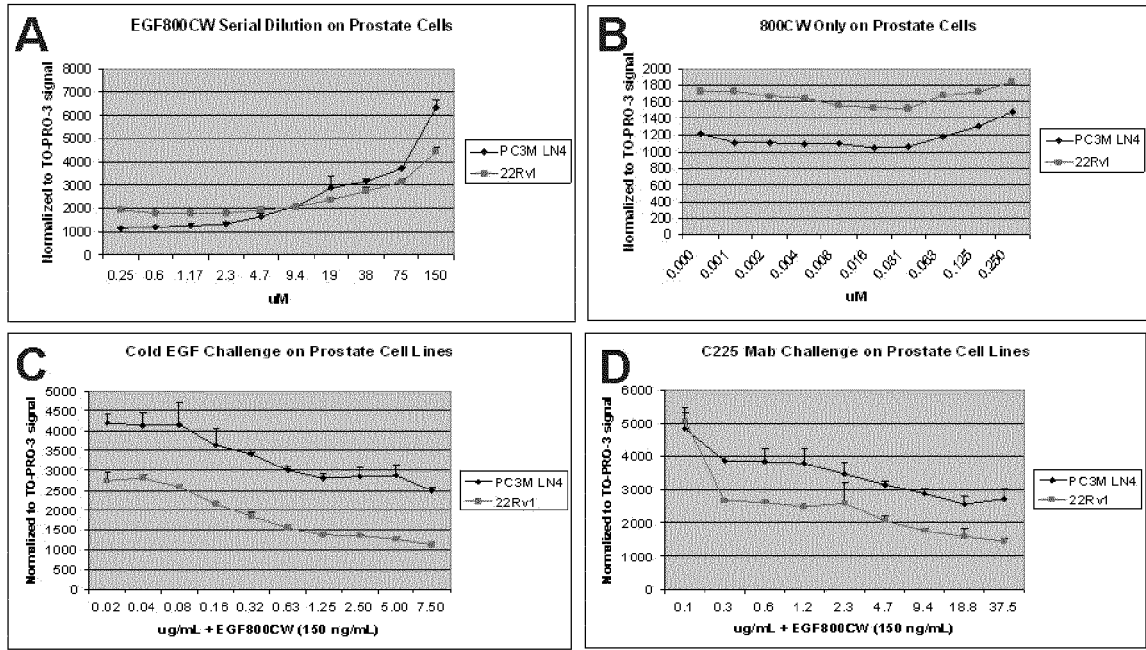 A
EGF800CW Serial Dilution on Prostate Cells
Normalized to TO-PRO-3 signal
8000
7000
6000
5000
4000
3000
2000
1000
0
0.25 0.6 1.17 2.3 4.7 9.4 19 38 75 150
uM
PC3M LN4
22Rv1
B
800CW Only on Prostate Cells
Normalized to TO-PRO-3 signal
2000
1800
1600
1400
1200
1000
800
600
400
200
0
0.000 0.001 0.002 0.004 0.008 0.016 0.031 0.063 0.125 0.250
uM
PC3M LN4
22Rv1
C
Cold EGF Challenge on Prostate Cell Lines
Normalized to TO-PRO-3 signal
5000
4500
4000
3500
3000
2500
2000
1500
1000
500
0
0.02 0.04 0.08 0.16 0.32 0.63 1.25 2.50 5.00 7.50
ug/mL + EGF800CW (150 ng/mL)
PC3M LN4
22Rv1
D
C225 Mab Challenge on Prostate Cell Lines
Normalized to TO-PRO-3 signal
6000
5000
4000
3000
2000
1000
0
0.1 0.3 0.6 1.2 2.3 4.7 9.4 18.8 37.5
ug/mL + EGF800CW (150 ng/mL)
PC3M LN4
22Rv1